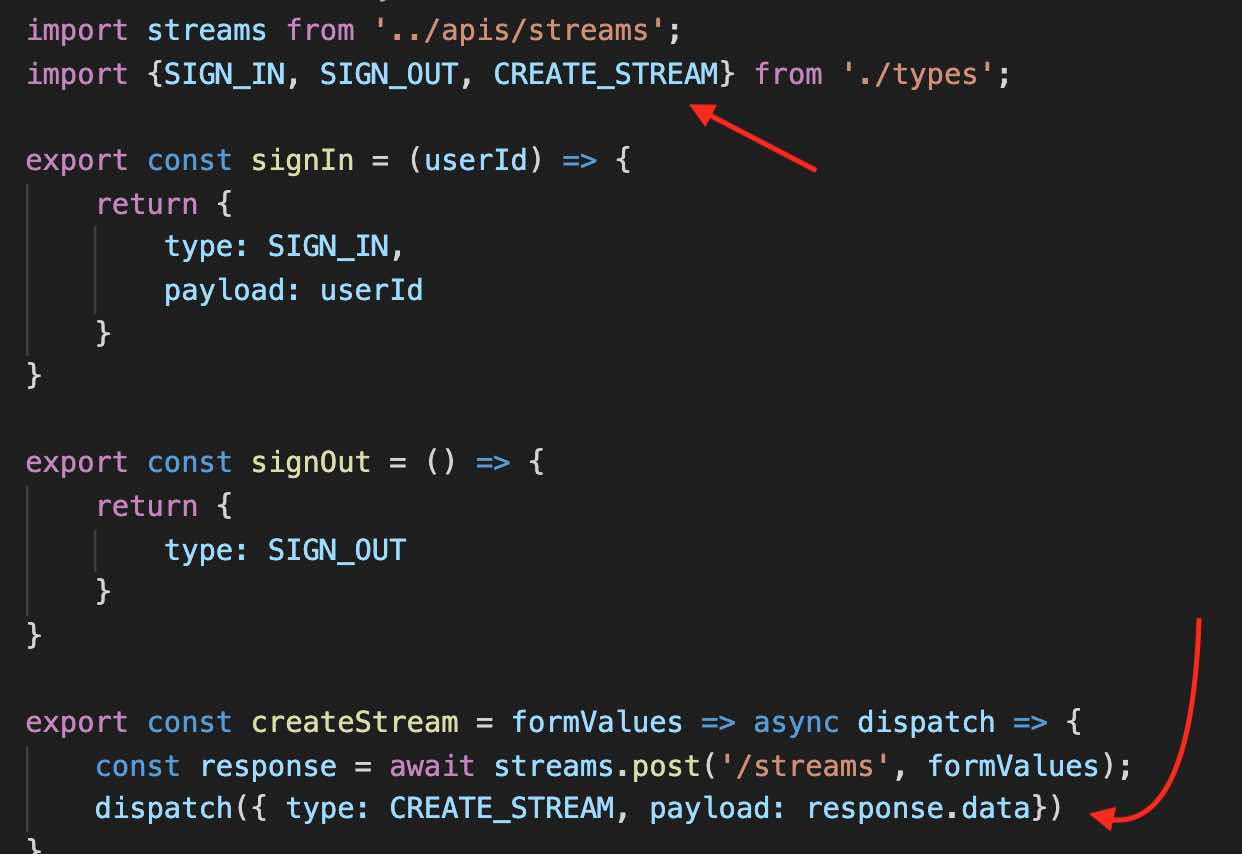 import streams from '../apis/streams';
import {SIGN_IN, SIGN_OUT, CREATE_STREAM} from './types';
export const signIn = (userId) => {
return {
type: SIGN_IN,
payload: userId
}
}
export const signOut = () => {
return {
type: SIGN_OUT
}
}
export const createStream = formValues => async dispatch => {
const response = await streams.post('/streams', formValues);
dispatch({ type: CREATE_STREAM, payload: response.data})
}